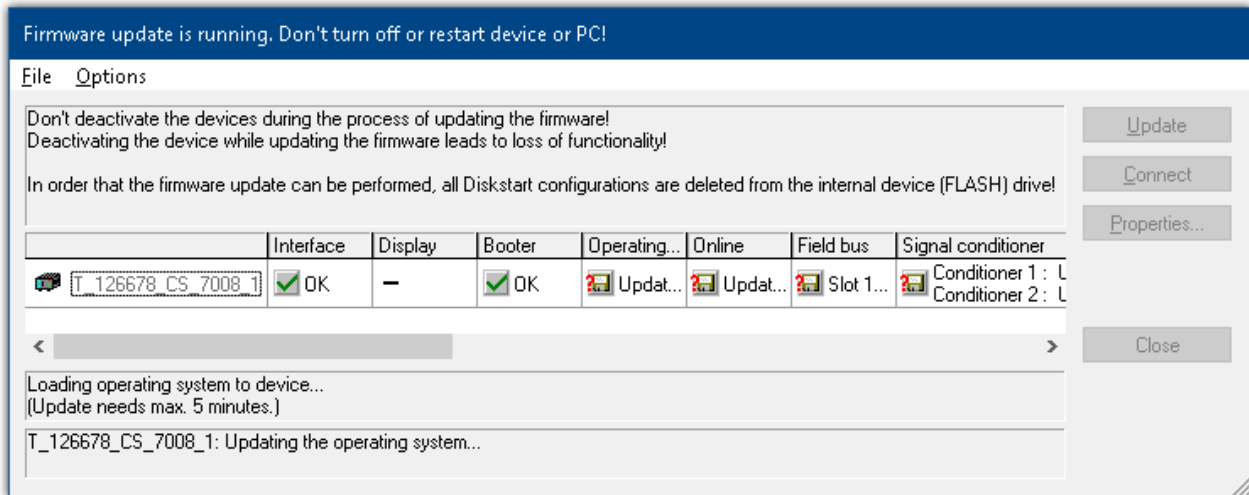 Firmware update is running. Don't turn off or restart device or PC!
File Options
Don't deactivate the devices during the process of updating the firmware!
Deactivating the device while updating the firmware leads to loss of functionality!
In order that the firmware update can be performed, all Diskstart configurations are deleted from the internal device (FLASH) drive!
Update
Connect
Properties...
Interface Display Booter Operating... Online Field bus Signal conditioner
T_126678_CS_7008_1 OK – OK Updat... Updat... Slot 1... Conditioner 1 : U
Conditioner 2 : U
Close
Loading operating system to device...
(Update needs max. 5 minutes.)
T_126678_CS_7008_1: Updating the operating system...